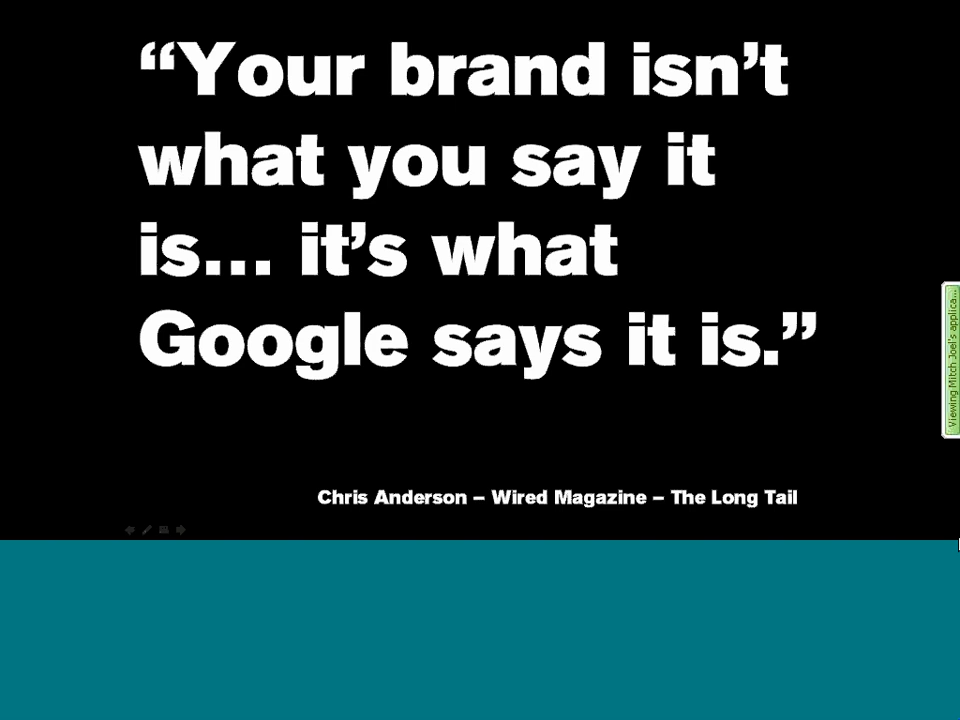 “Your brand isn’t
what you say it
is... it’s what
Google says it is.”
Chris Anderson – Wired Magazine – The Long Tail
Viewing Mitch Joel's applica...